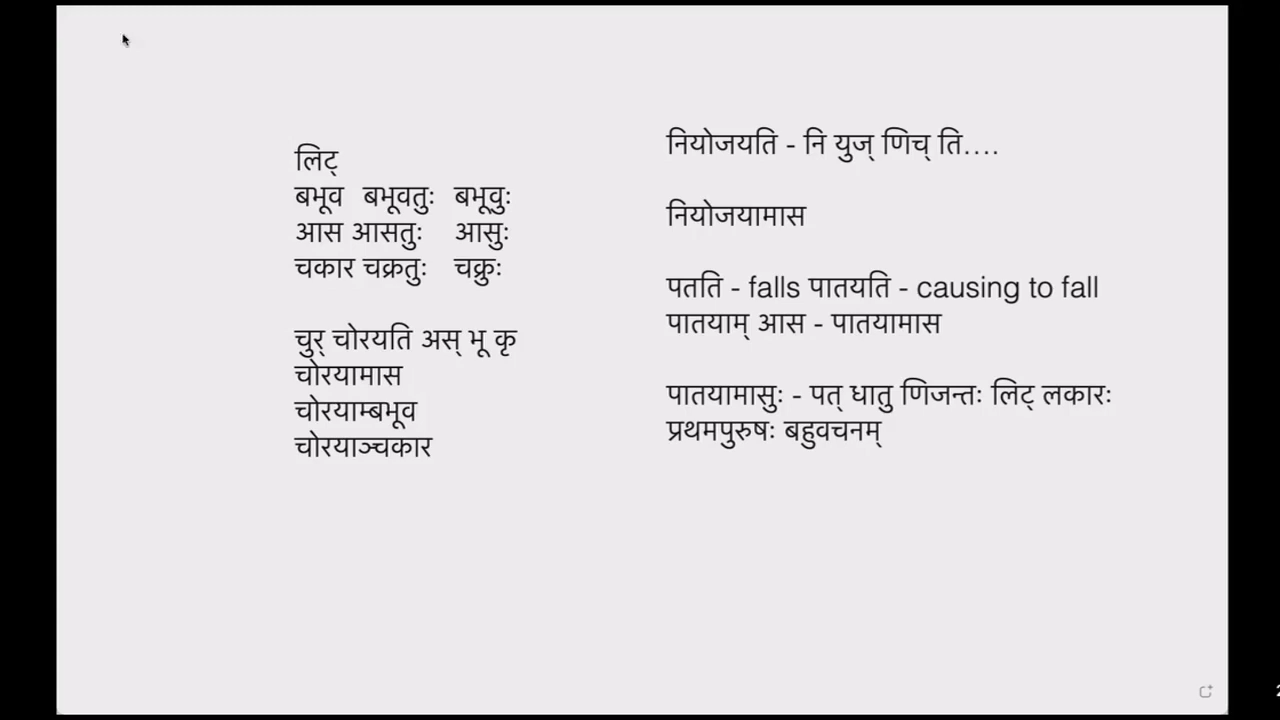 लिट्
बभूव बभूवतुः बभूवुः
आस आसतुः आसुः
चकार चक्रतुः चक्रुः
चुर् चोरयति अस् भू कृ
चोरयामास
चोरयाम्बभूव
चोरयाञ्चकार
नियोजयति - नि युज् णिच् ति....
नियोजयामास
पतति - falls पातयति - causing to fall
पातयाम् आस - पातयामास
पातयामासुः - पत् धातु णिजन्तः लिट् लकारः
प्रथमपुरुषः बहुवचनम्